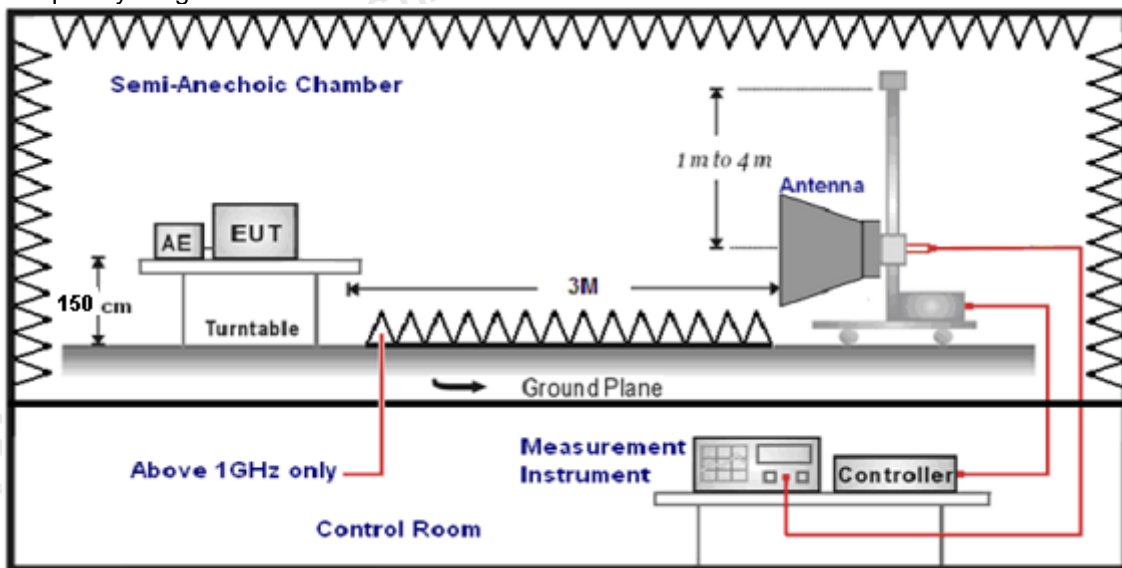 Semi-Anechoic Chamber
1 m to 4 m
Antenna
AE
EUT
150 cm
3M
Turntable
Ground Plane
Above 1GHz only
Measurement
Instrument
Controller
Control Room